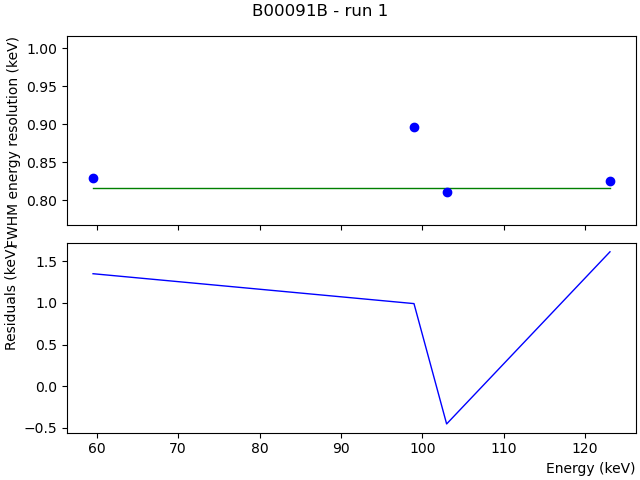 B00091B - run 1
FWHM energy resolution (keV)
1.00
0.95
0.90
0.85
0.80
Residuals (keV)
1.5
1.0
0.5
0.0
−0.5
60 70 80 90 100 110 120
Energy (keV)